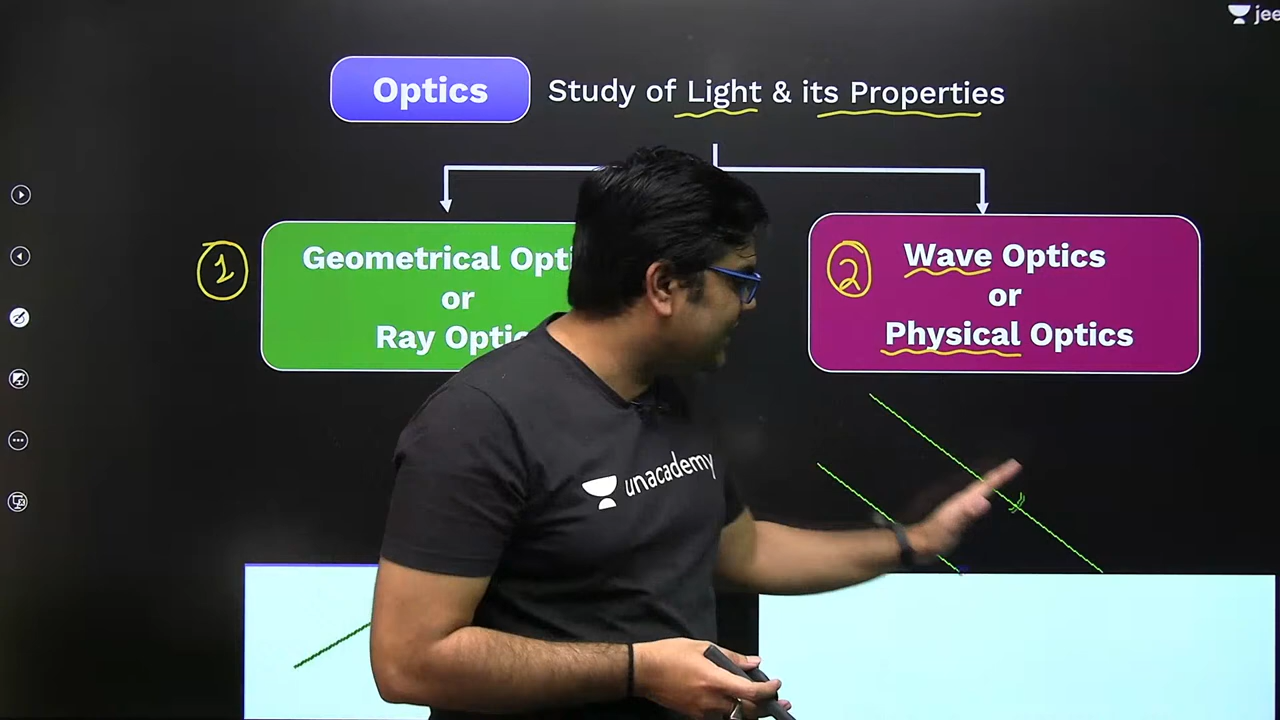 jee
Optics
Study of Light & its Properties
1
Geometrical Opti
or
Ray Optic
2
Wave Optics
or
Physical Optics
unacademy